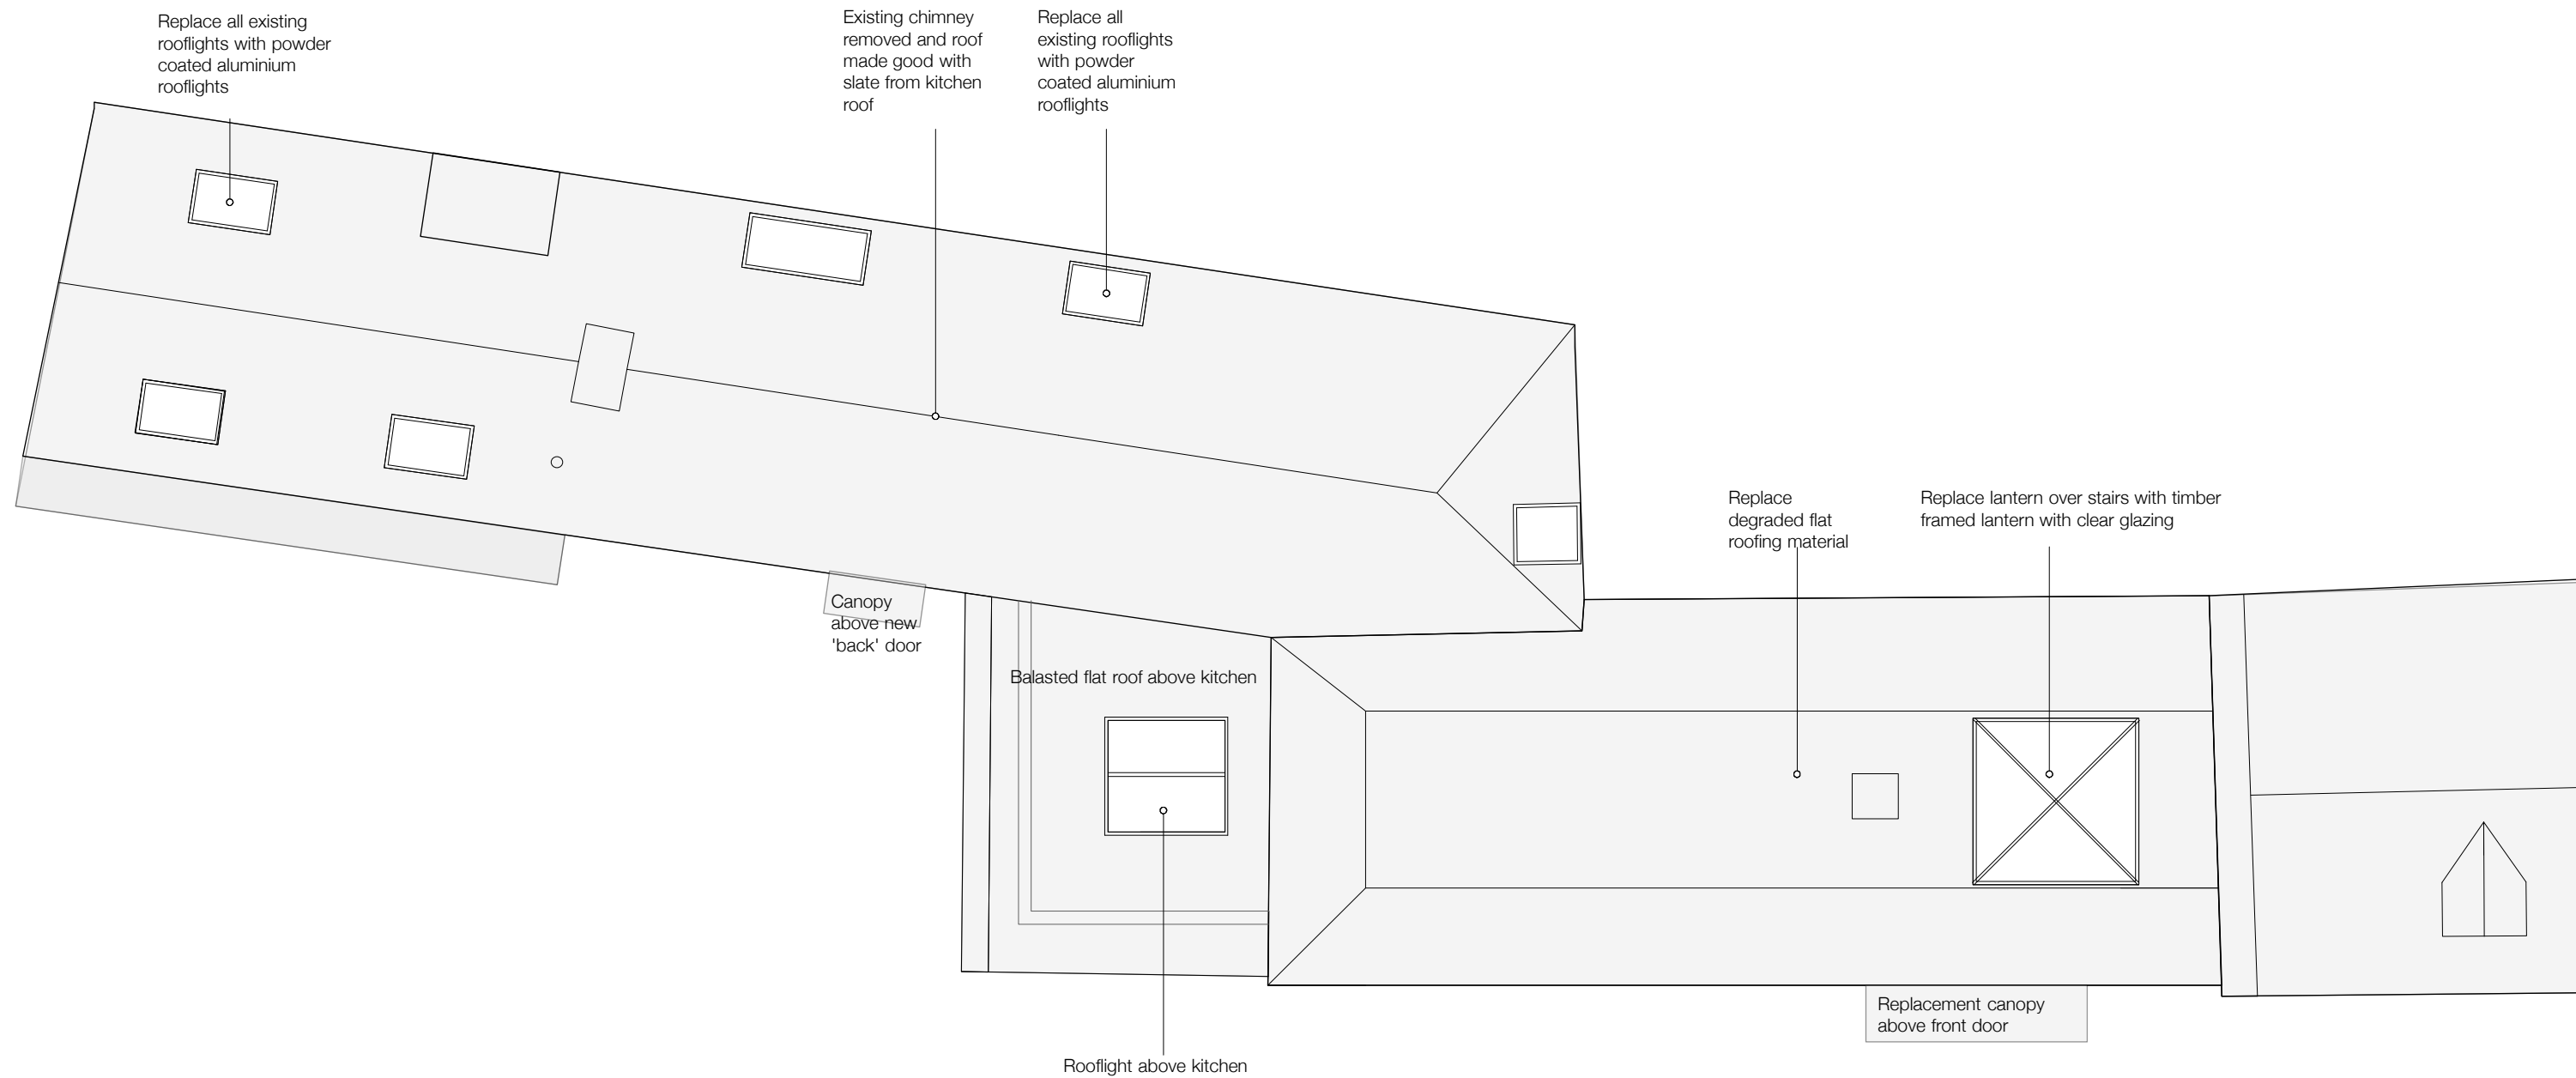 Replace all existing
rooflights with powder
coated aluminium
rooflights
Existing chimney
removed and roof
made good with
slate from kitchen
roof
Replace all
existing rooflights
with powder
coated aluminium
rooflights
Replace
degraded flat
roofing material
Replace lantern over stairs with timber
framed lantern with clear glazing
Canopy
above new
'back' door
Balasted flat roof above kitchen
Replacement canopy
above front door
Rooflight above kitchen